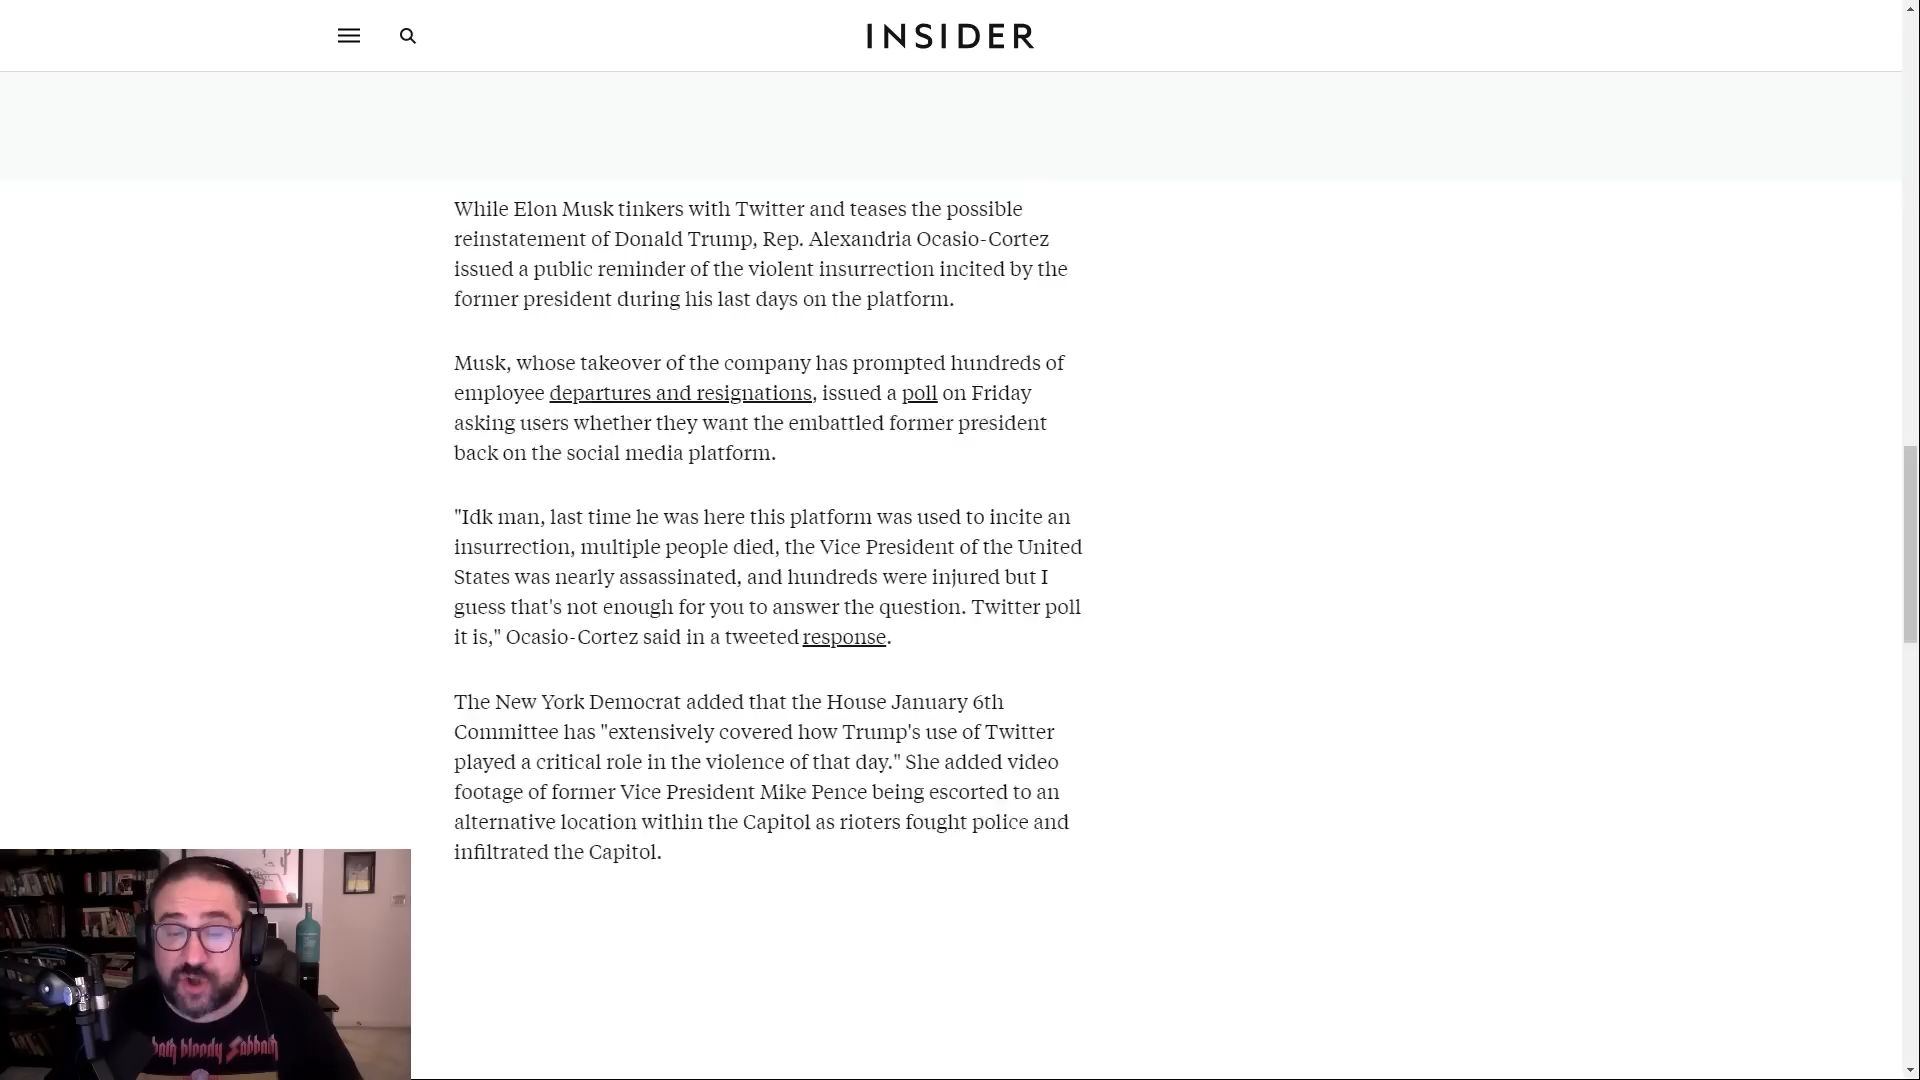 INSIDER
While Elon Musk tinkers with Twitter and teases the possible
reinstatement of Donald Trump, Rep. Alexandria Ocasio-Cortez
issued a public reminder of the violent insurrection incited by the
former president during his last days on the platform.
Musk, whose takeover of the company has prompted hundreds of
employee departures and resignations, issued a poll on Friday
asking users whether they want the embattled former president
back on the social media platform.
"Idk man, last time he was here this platform was used to incite an
insurrection, multiple people died, the Vice President of the United
States was nearly assassinated, and hundreds were injured but I
guess that's not enough for you to answer the question. Twitter poll
it is," Ocasio-Cortez said in a tweeted response.
The New York Democrat added that the House January 6th
Committee has "extensively covered how Trump's use of Twitter
played a critical role in the violence of that day." She added video
footage of former Vice President Mike Pence being escorted to an
alternative location within the Capitol as rioters fought police and
infiltrated the Capitol.
bloody Sabbath